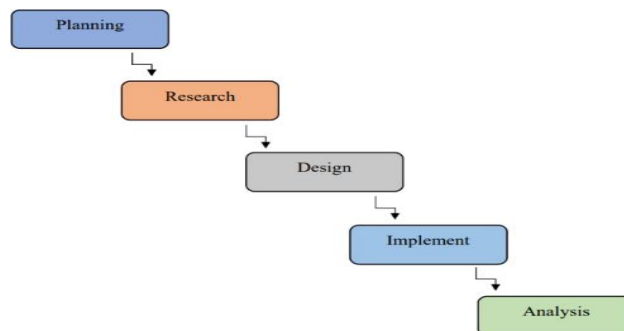 Planning
Research
Design
Implement
Analysis